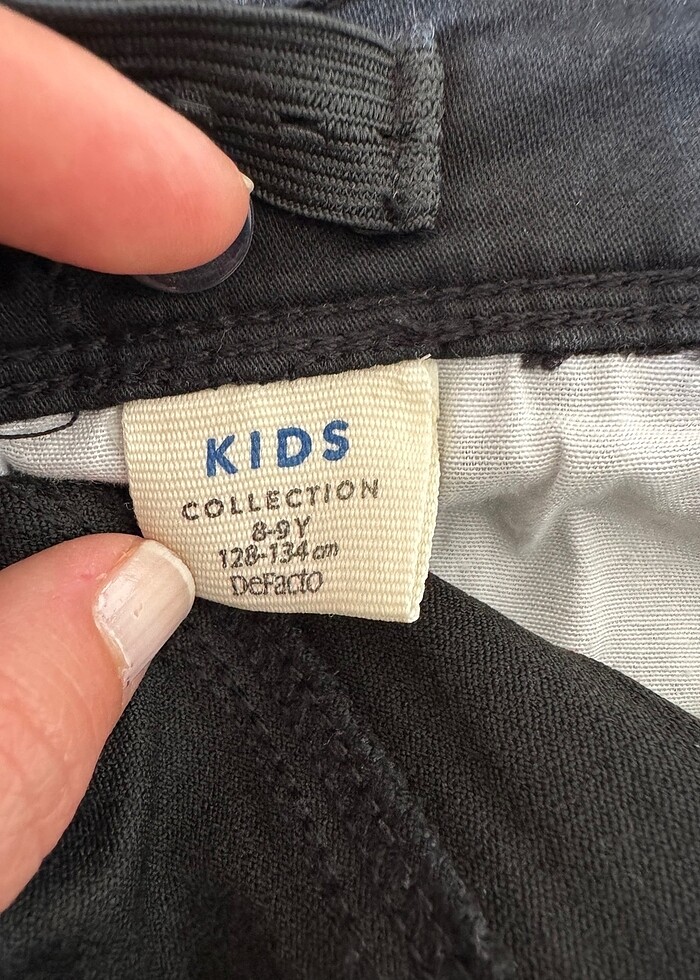 KIDS
COLLECTION
8-9Y
128-134 cm
DeFacto